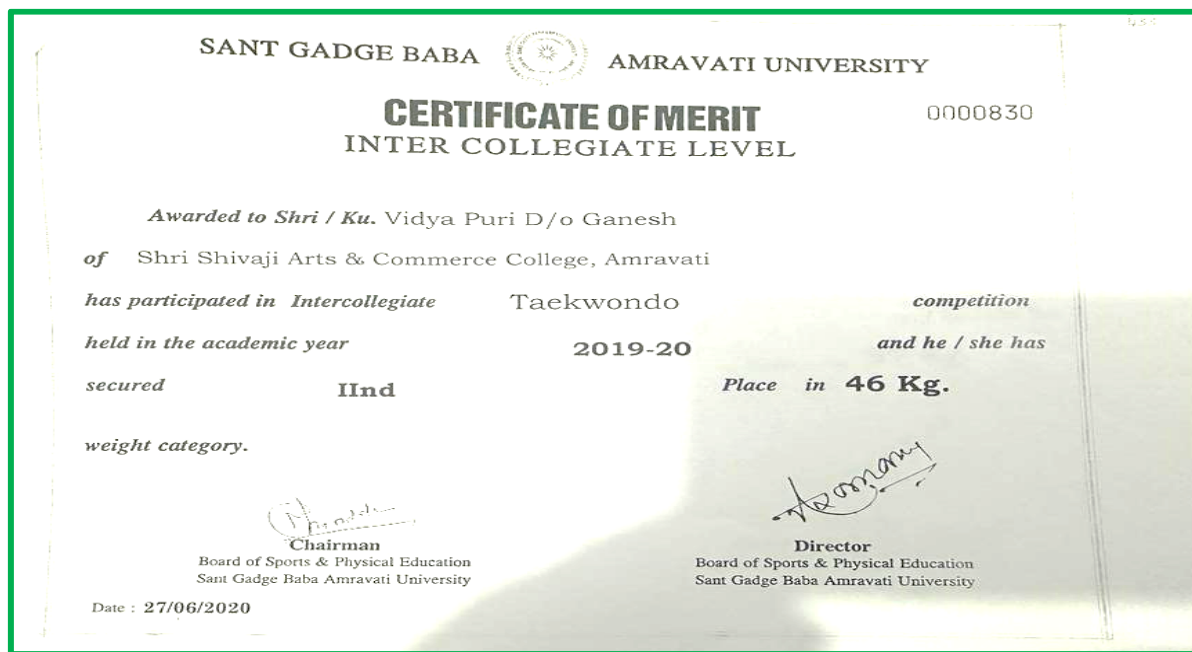 SANT GADGE BABA AMRAVATI UNIVERSITY
CERTIFICATE OF MERIT 0000830
INTER COLLEGIATE LEVEL
Awarded to Shri / Ku. Vidya Puri D/o Ganesh
of Shri Shivaji Arts & Commerce College, Amravati
has participated in Intercollegiate Taekwondo competition
held in the academic year 2019-20 and he / she has
secured IInd Place in 46 Kg.
weight category.
Chairman Director
Board of Sports & Physical Education Board of Sports & Physical Education
Sant Gadge Baba Amravati University Sant Gadge Baba Amravati University
Date : 27/06/2020